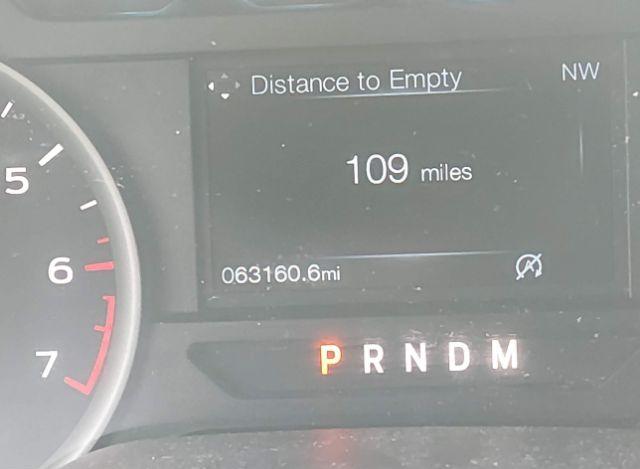 Distance to Empty NW
109 miles
063160.6mi
5
6
7
P R N D M